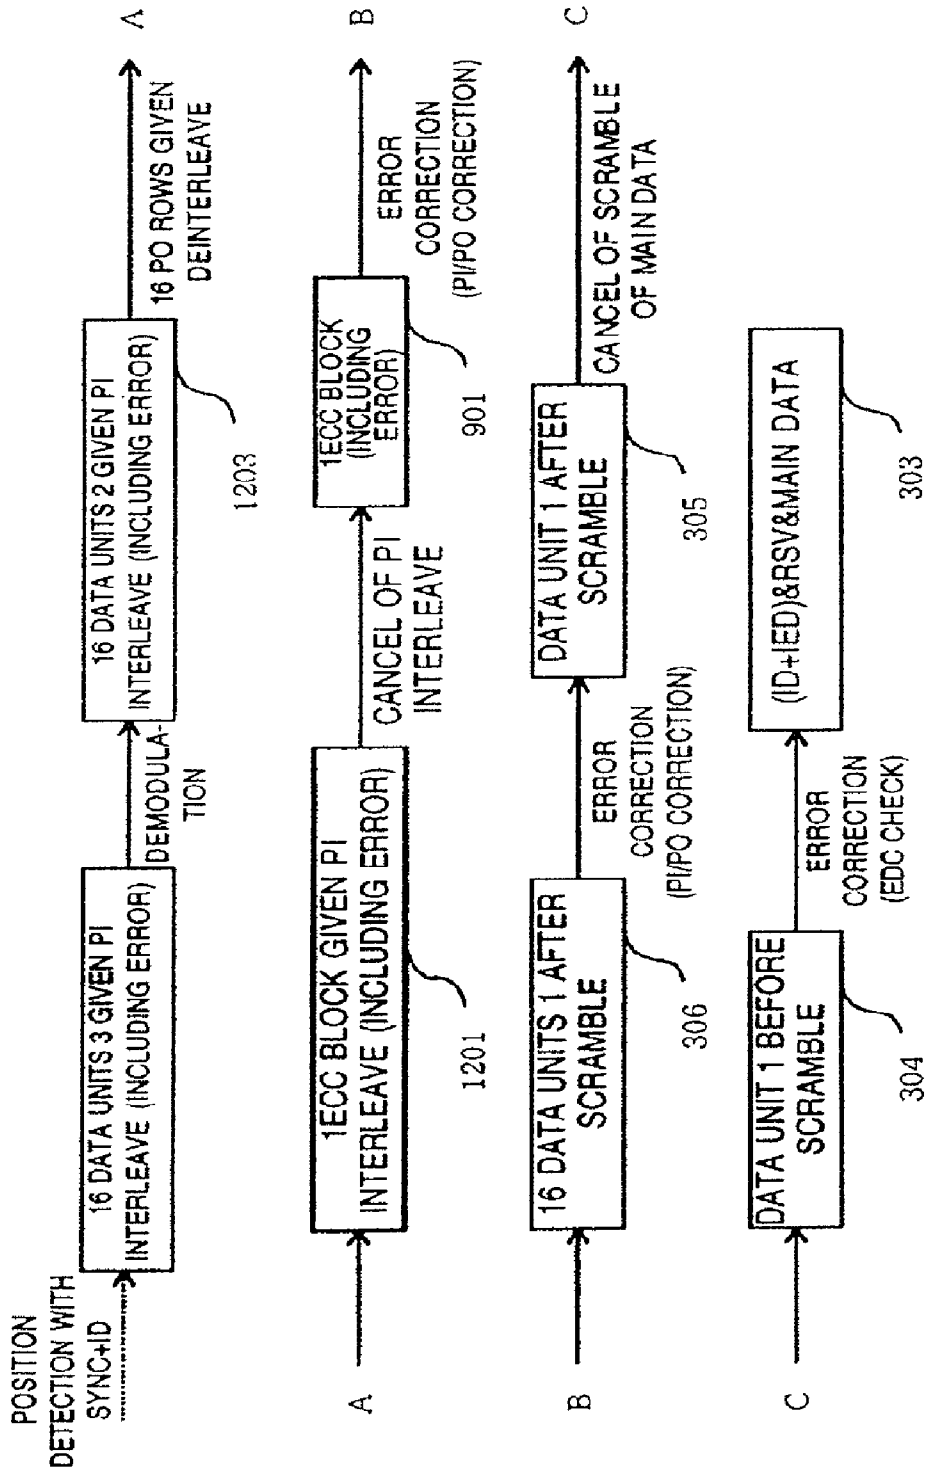 POSITION
DETECTION WITH
SYNC+ID
16 DATA UNITS 3 GIVEN PI
INTERLEAVE (INCLUDING ERROR)
DEMODULA-
TION
16 DATA UNITS 2 GIVEN PI
INTERLEAVE (INCLUDING ERROR)
1203
16 PO ROWS GIVEN
DEINTERLEAVE
A
A
1ECC BLOCK GIVEN PI
INTERLEAVE (INCLUDING ERROR)
1201
CANCEL OF PI
INTERLEAVE
1ECC BLOCK
(INCLUDING
ERROR)
901
ERROR
CORRECTION
(PI/PO CORRECTION)
B
B
16 DATA UNITS 1 AFTER
SCRAMBLE
306
ERROR
CORRECTION
(PI/PO CORRECTION)
DATA UNIT 1 AFTER
SCRAMBLE
305
CANCEL OF SCRAMBLE
OF MAIN DATA
C
C
DATA UNIT 1 BEFORE
SCRAMBLE
304
ERROR
CORRECTION
(EDC CHECK)
(ID+IED)&RSV&MAIN DATA
303